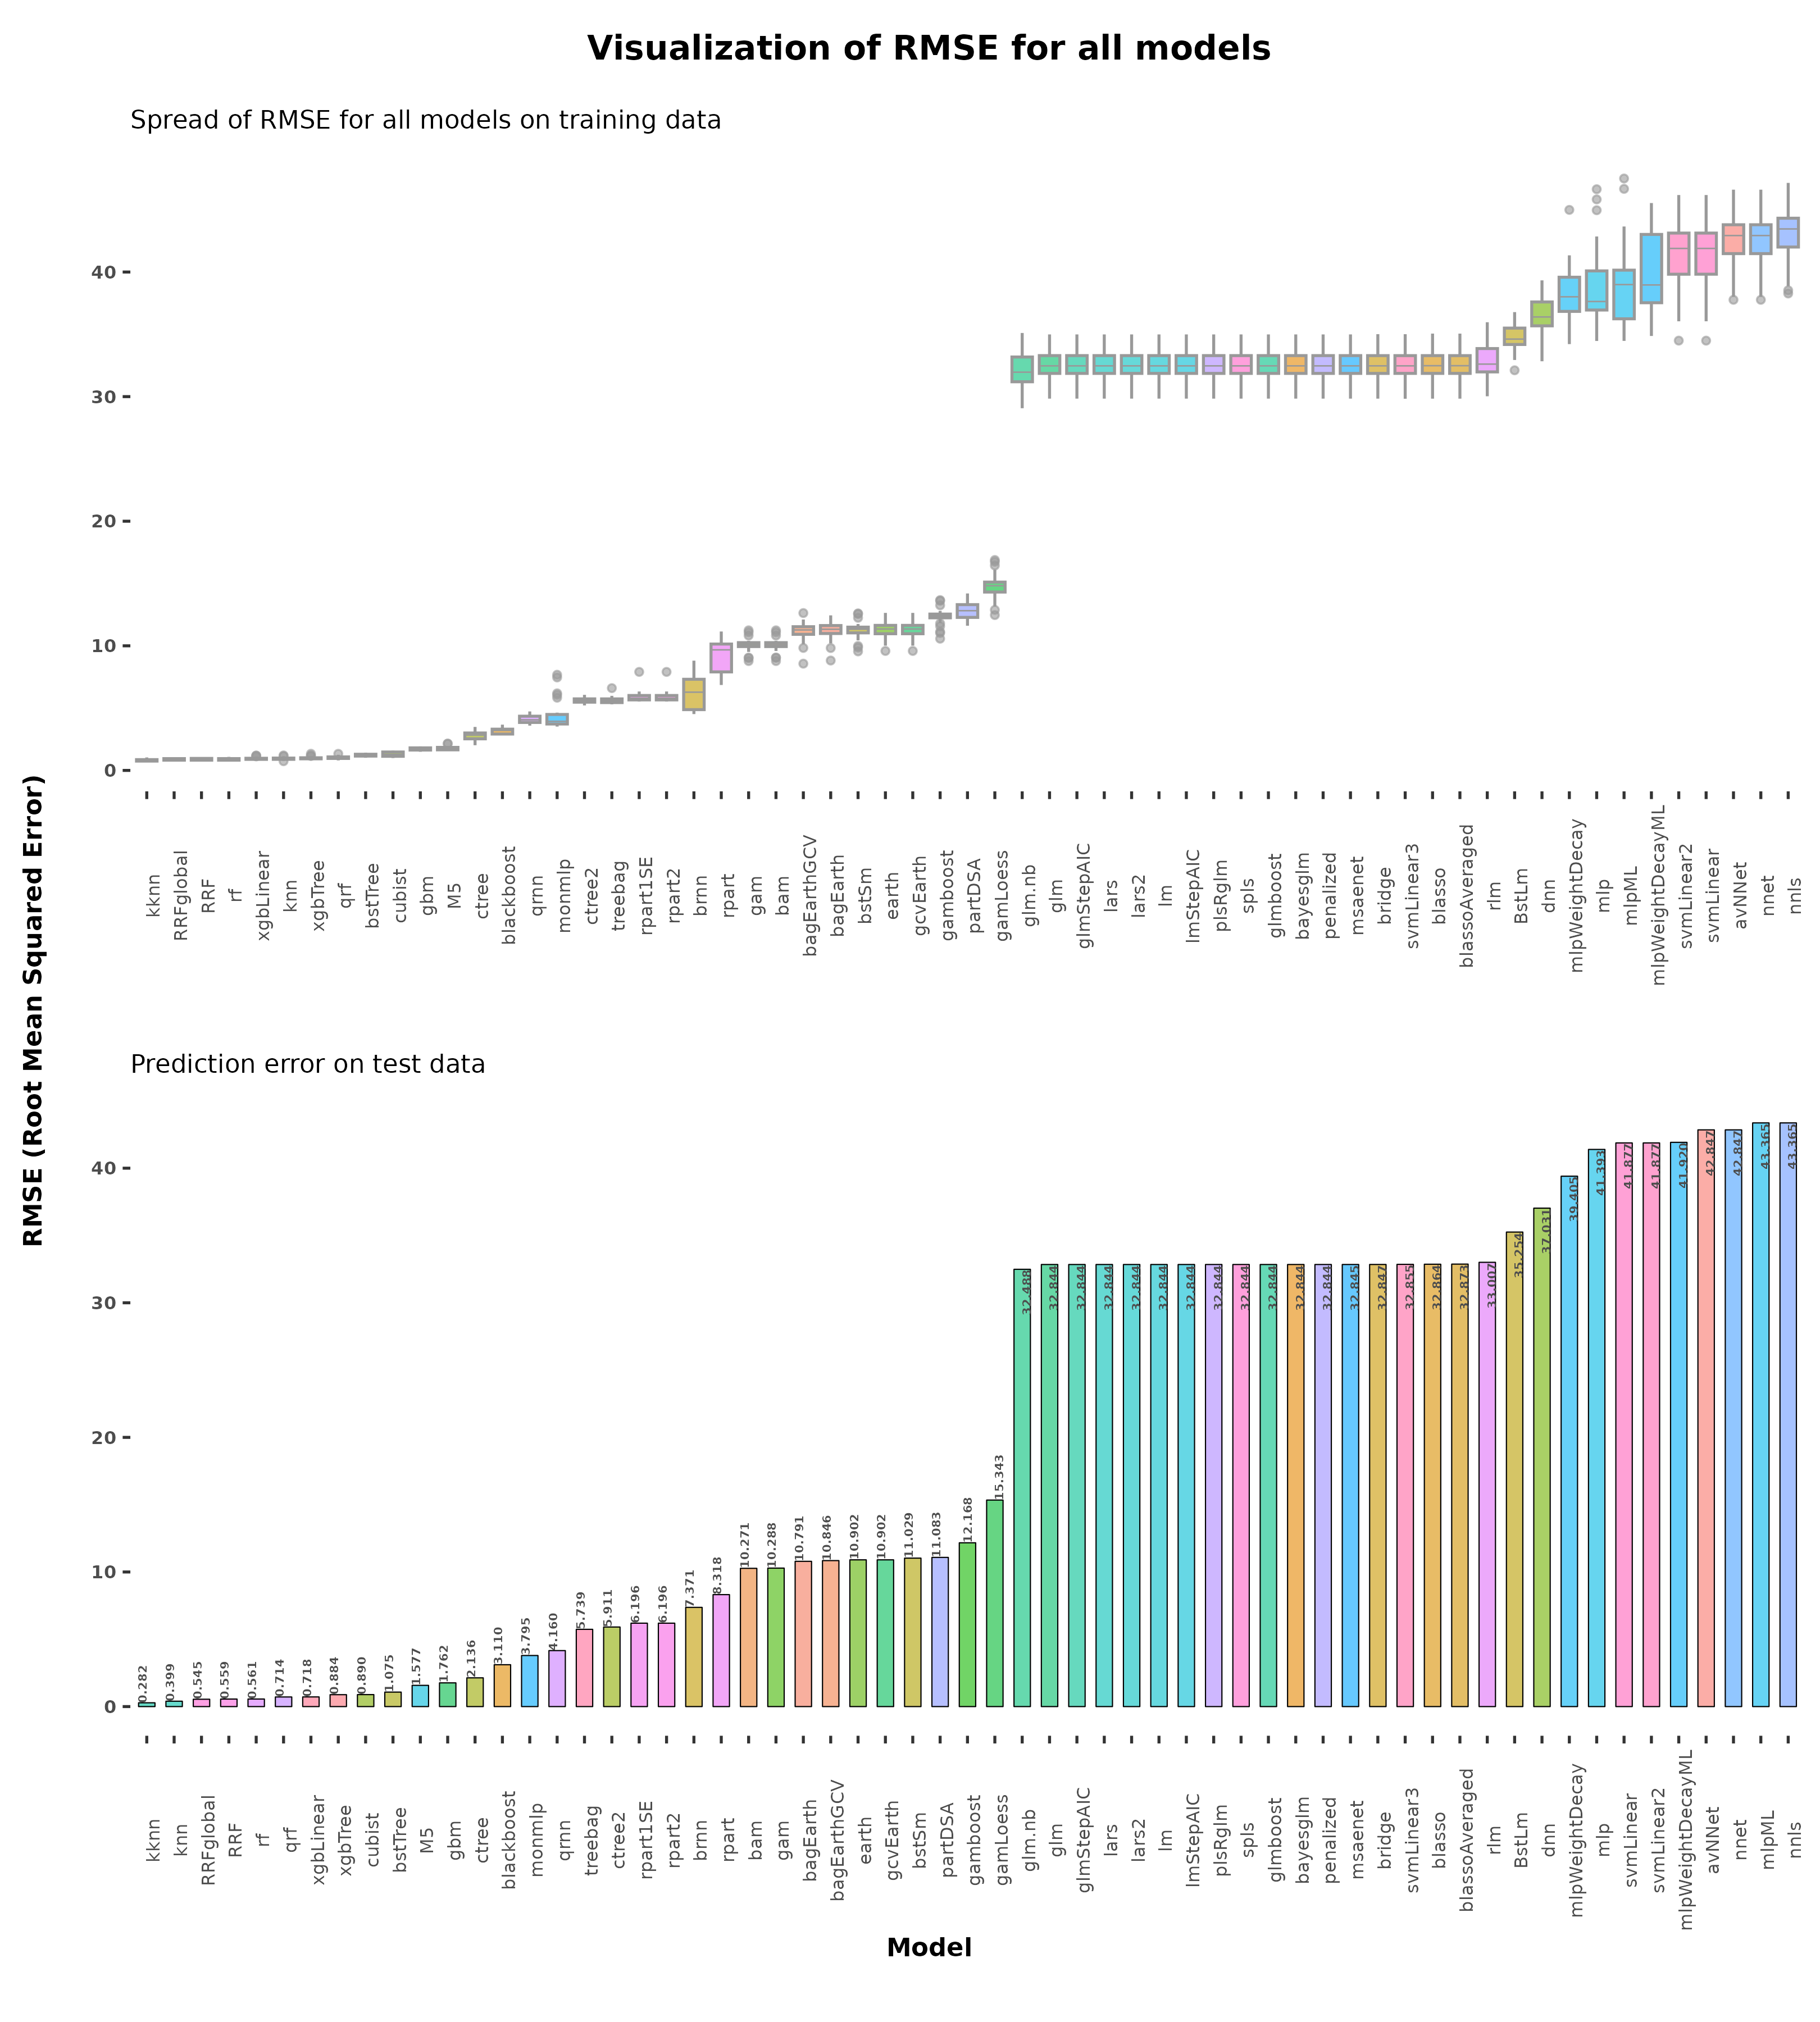 Visualization of RMSE for all models
Spread of RMSE for all models on training data
RMSE (Root Mean Squared Error)
40
30
20
10
0
kknn
RRFglobal
RRF
rf
xgbLinear
knn
xgbTree
qrf
bstTree
cubist
gbm
M5
ctree
blackboost
qrnn
monmlp
ctree2
treebag
rpart1SE
rpart2
brnn
rpart
gam
bam
bagEarthGCV
bagEarth
bstSm
earth
gcvEarth
gamboost
partDSA
gamLoess
glm.nb
glm
glmStepAIC
lars
lars2
lm
lmStepAIC
plsRglm
spls
glmboost
bayesglm
penalized
msaenet
bridge
svmLinear3
blasso
blassoAveraged
rlm
BstLm
dnn
mlpWeightDecay
mlp
mlpML
mlpWeightDecayML
svmLinear2
svmLinear
avNNet
nnet
nnls
Prediction error on test data
40
30
20
10
0
0.282
0.399
0.545
0.559
0.561
0.714
0.718
0.884
0.890
1.075
1.577
1.762
2.136
3.110
3.795
4.160
5.739
5.911
6.196
6.196
7.371
8.318
10.271
10.288
10.791
10.846
10.902
10.902
11.029
11.083
12.168
15.343
32.488
32.844
32.844
32.844
32.844
32.844
32.844
32.844
32.844
32.844
32.844
32.844
32.845
32.847
32.855
32.864
32.873
33.007
35.254
37.031
39.405
41.393
41.877
41.877
41.920
42.847
42.847
43.365
43.365
kknn
knn
RRFglobal
RRF
rf
qrf
xgbLinear
xgbTree
cubist
bstTree
M5
gbm
ctree
blackboost
monmlp
qrnn
treebag
ctree2
rpart1SE
rpart2
brnn
rpart
bam
gam
bagEarth
bagEarthGCV
earth
gcvEarth
bstSm
partDSA
gamboost
gamLoess
glm.nb
glm
glmStepAIC
lars
lars2
lm
lmStepAIC
plsRglm
spls
glmboost
bayesglm
penalized
msaenet
bridge
svmLinear3
blasso
blassoAveraged
rlm
BstLm
dnn
mlpWeightDecay
mlp
svmLinear
svmLinear2
mlpWeightDecayML
avNNet
nnet
mlpML
nnls
Model